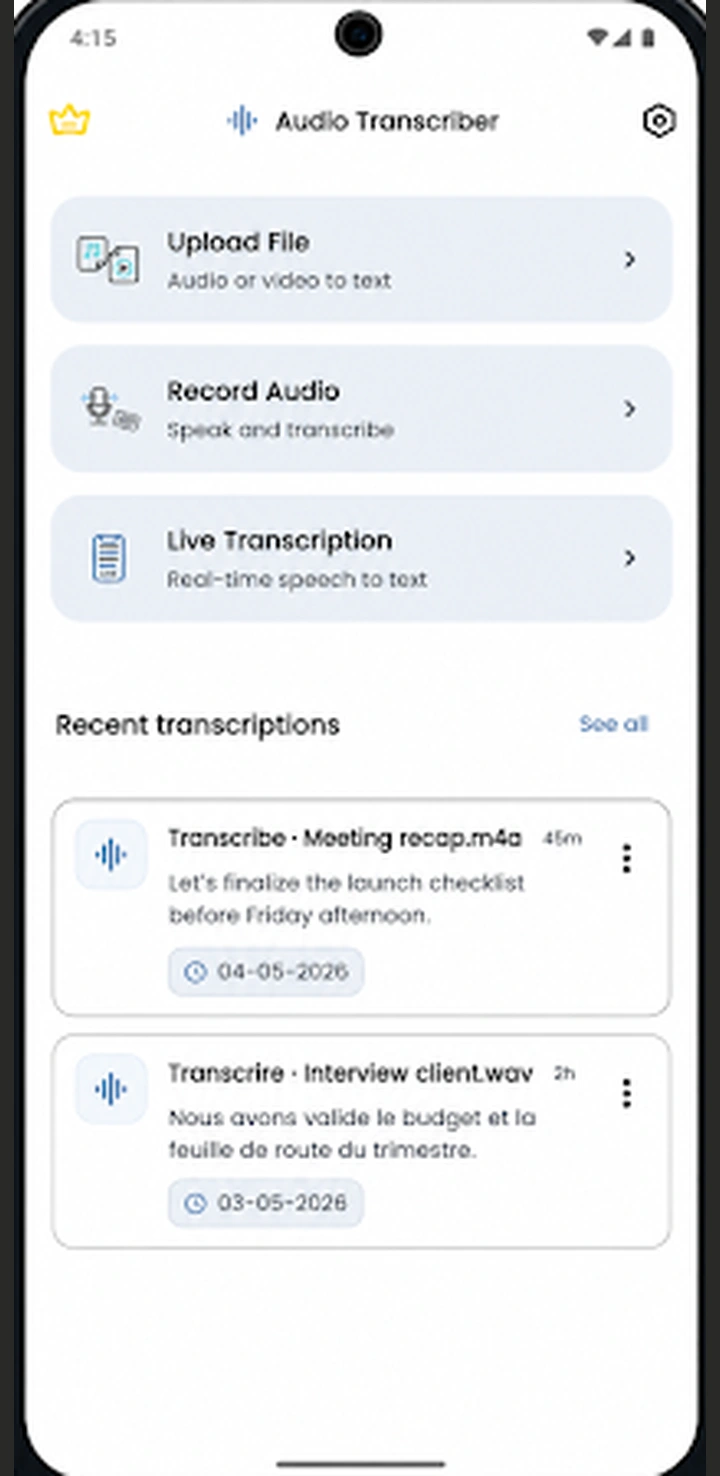 4:15
Audio Transcriber
Upload File
Audio or video to text
Record Audio
Speak and transcribe
Live Transcription
Real-time speech to text
Recent transcriptions
See all
Transcribe · Meeting recap.m4a 45m
Let's finalize the launch checklist
before Friday afternoon.
04-05-2026
Transcrire · Interview client.wav 2h
Nous avons valide le budget et la
feuille de route du trimestre.
03-05-2026